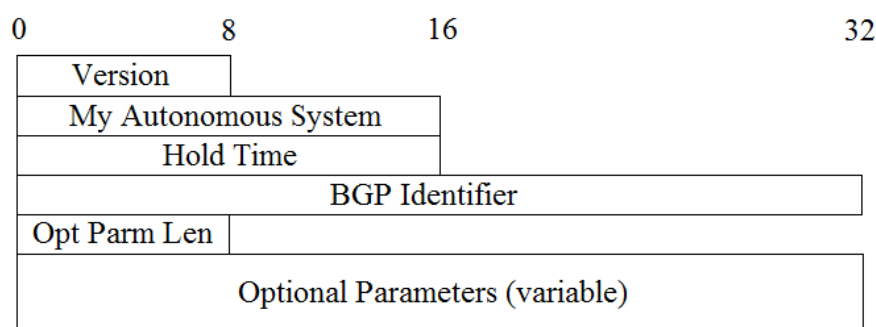 0 8 16 32
Version
My Autonomous System
Hold Time
BGP Identifier
Opt Parm Len
Optional Parameters (variable)